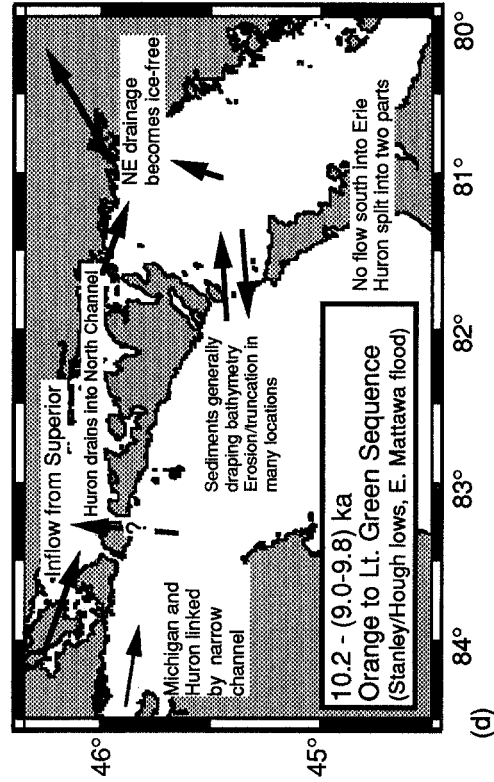 Inflow from Superior
Huron drains into North Channel
NE drainage
becomes ice-free
?
Michigan and
Huron linked
by narrow
channel
Sediments generally
draping bathymetry
Erosion/truncation in
many locations
No flow south into Erie
Huron split into two parts
10.2 - (9.0-9.8) ka
Orange to Lt. Green Sequence
(Stanley/Hough lows, E. Mattawa flood)
46°
45°
84°
83°
82°
81°
80°
(d)